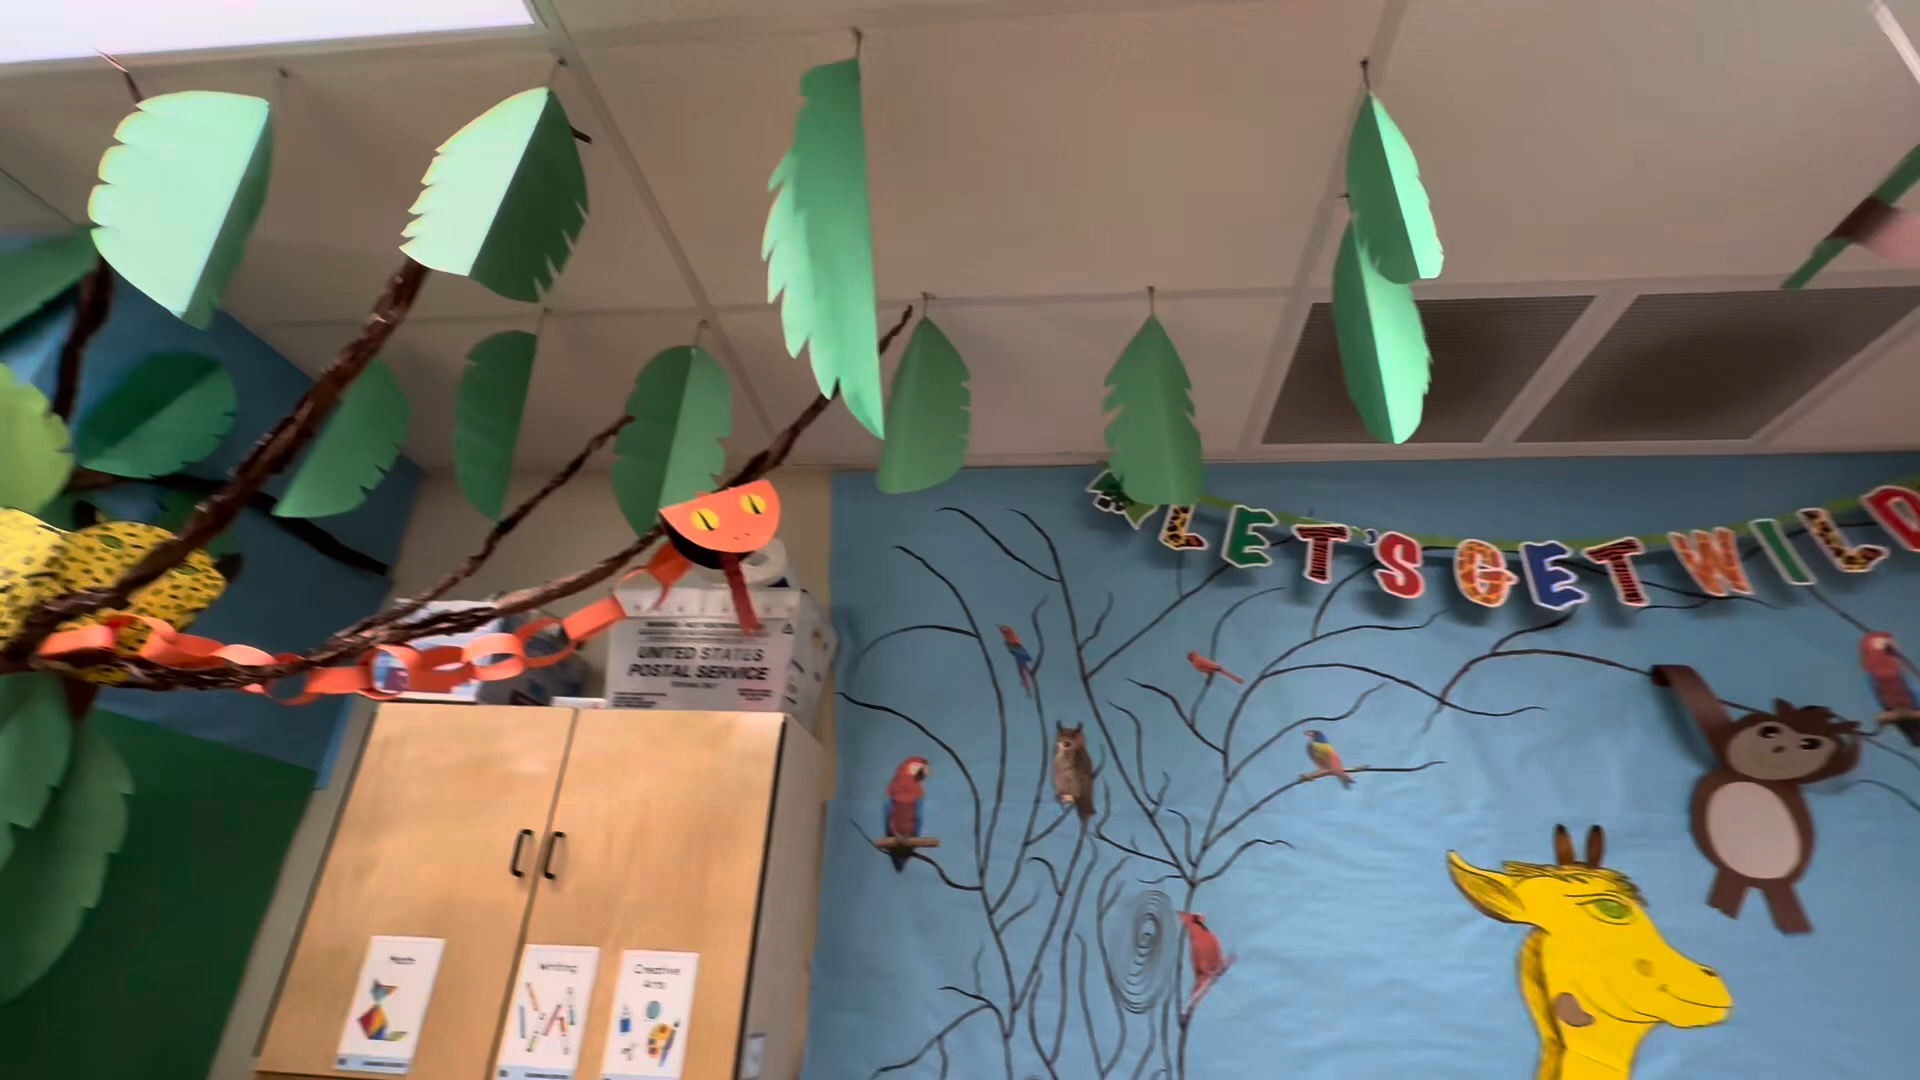 LET'S GET WILD
UNITED STATES
POSTAL SERVICE
Math
Writing
Creative
Arts